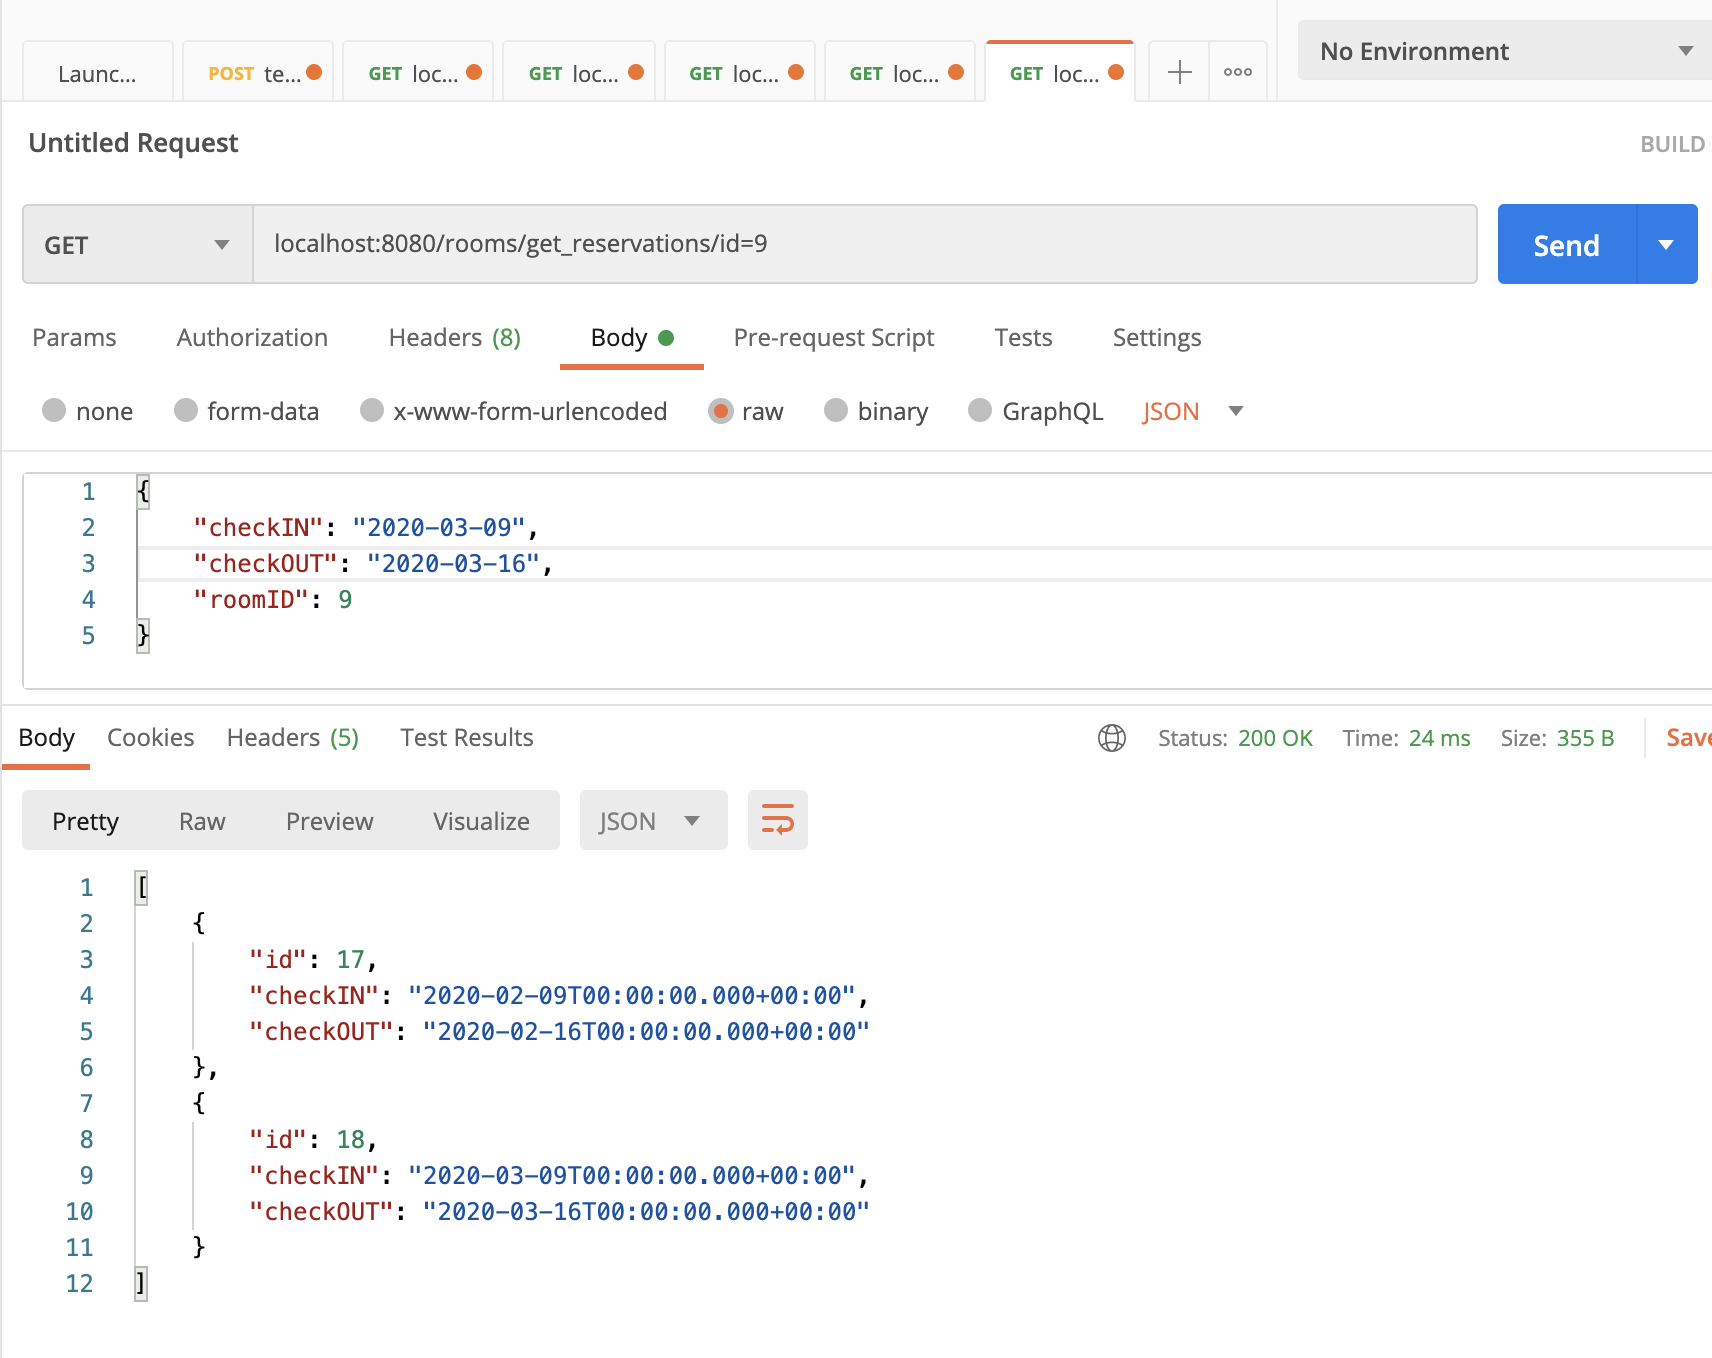 Launc...
POST te...
GET loc...
GET loc...
GET loc...
GET loc...
GET loc...
No Environment
Untitled Request
BUILD
GET
localhost:8080/rooms/get_reservations/id=9
Send
Params Authorization Headers (8) Body Pre-request Script Tests Settings
none form-data x-www-form-urlencoded raw binary GraphQL JSON
1 {
2 "checkIN": "2020-03-09",
3 "checkOUT": "2020-03-16",
4 "roomID": 9
5 }
Body Cookies Headers (5) Test Results
Status: 200 OK Time: 24 ms Size: 355 B Save
Pretty Raw Preview Visualize JSON
1 [
2 {
3 "id": 17,
4 "checkIN": "2020-02-09T00:00:00.000+00:00",
5 "checkOUT": "2020-02-16T00:00:00.000+00:00"
6 },
7 {
8 "id": 18,
9 "checkIN": "2020-03-09T00:00:00.000+00:00",
10 "checkOUT": "2020-03-16T00:00:00.000+00:00"
11 }
12 ]